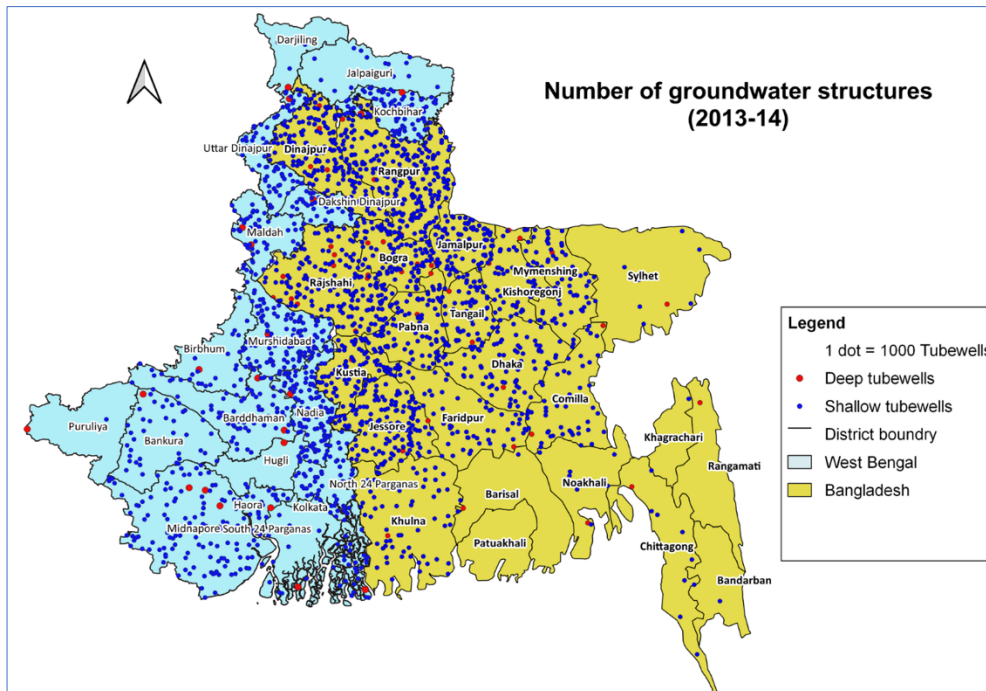 Number of groundwater structures
(2013-14)
Darjiling
Jalpaiguri
Kochbihar
Uttar Dinajpur
Dinajpur
Rangpur
Dakshin Dinajpur
Maldah
Jamalpur
Bogra
Mymenshing
Sylhet
Rajshahi
Kishoregonj
Tangail
Pabna
Murshidabad
Birbhum
Dhaka
Kustia
Comilla
Nadia
Barddhaman
Puruliya
Faridpur
Jessore
Bankura
Khagrachari
Hugli
Rangamati
North 24 Parganas
Noakhali
Barisal
Haora
Kolkata
Khulna
Midnapore
South 24 Parganas
Patuakhali
Chittagong
Bandarban
Legend
1 dot = 1000 Tubewells
Deep tubewells
Shallow tubewells
District boundry
West Bengal
Bangladesh